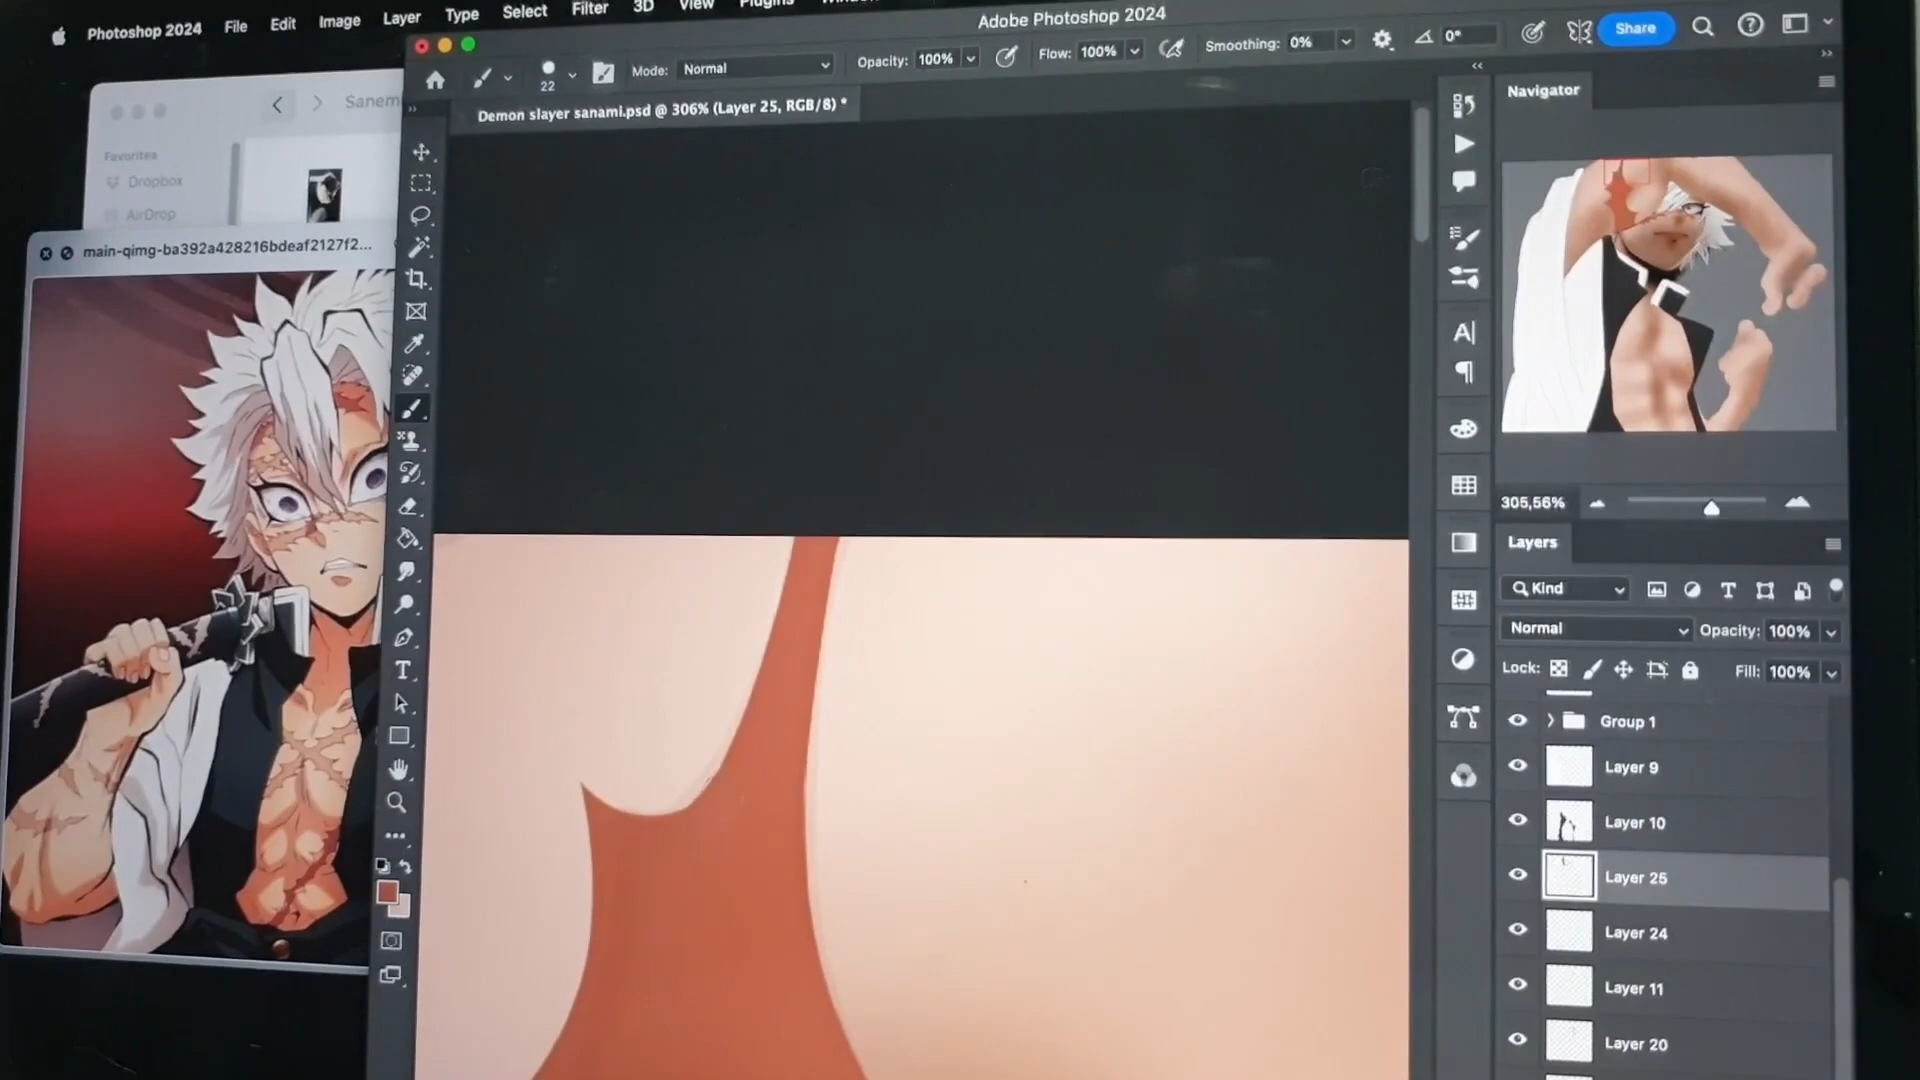 Photoshop 2024 File Edit Image Layer Type Select Filter 3D View Plugins
Adobe Photoshop 2024
22
Mode: Normal
Opacity: 100%
Flow: 100%
Smoothing: 0%
0°
Share
Demon slayer sanami.psd @ 306% (Layer 25, RGB/8) *
Sanemi
Favorites
Dropbox
AirDrop
main-qimg-ba392a428216bdeaf2127f2...
Navigator
305,56%
Layers
Kind
Normal
Opacity: 100%
Lock:
Fill: 100%
Group 1
Layer 9
Layer 10
Layer 25
Layer 24
Layer 11
Layer 20